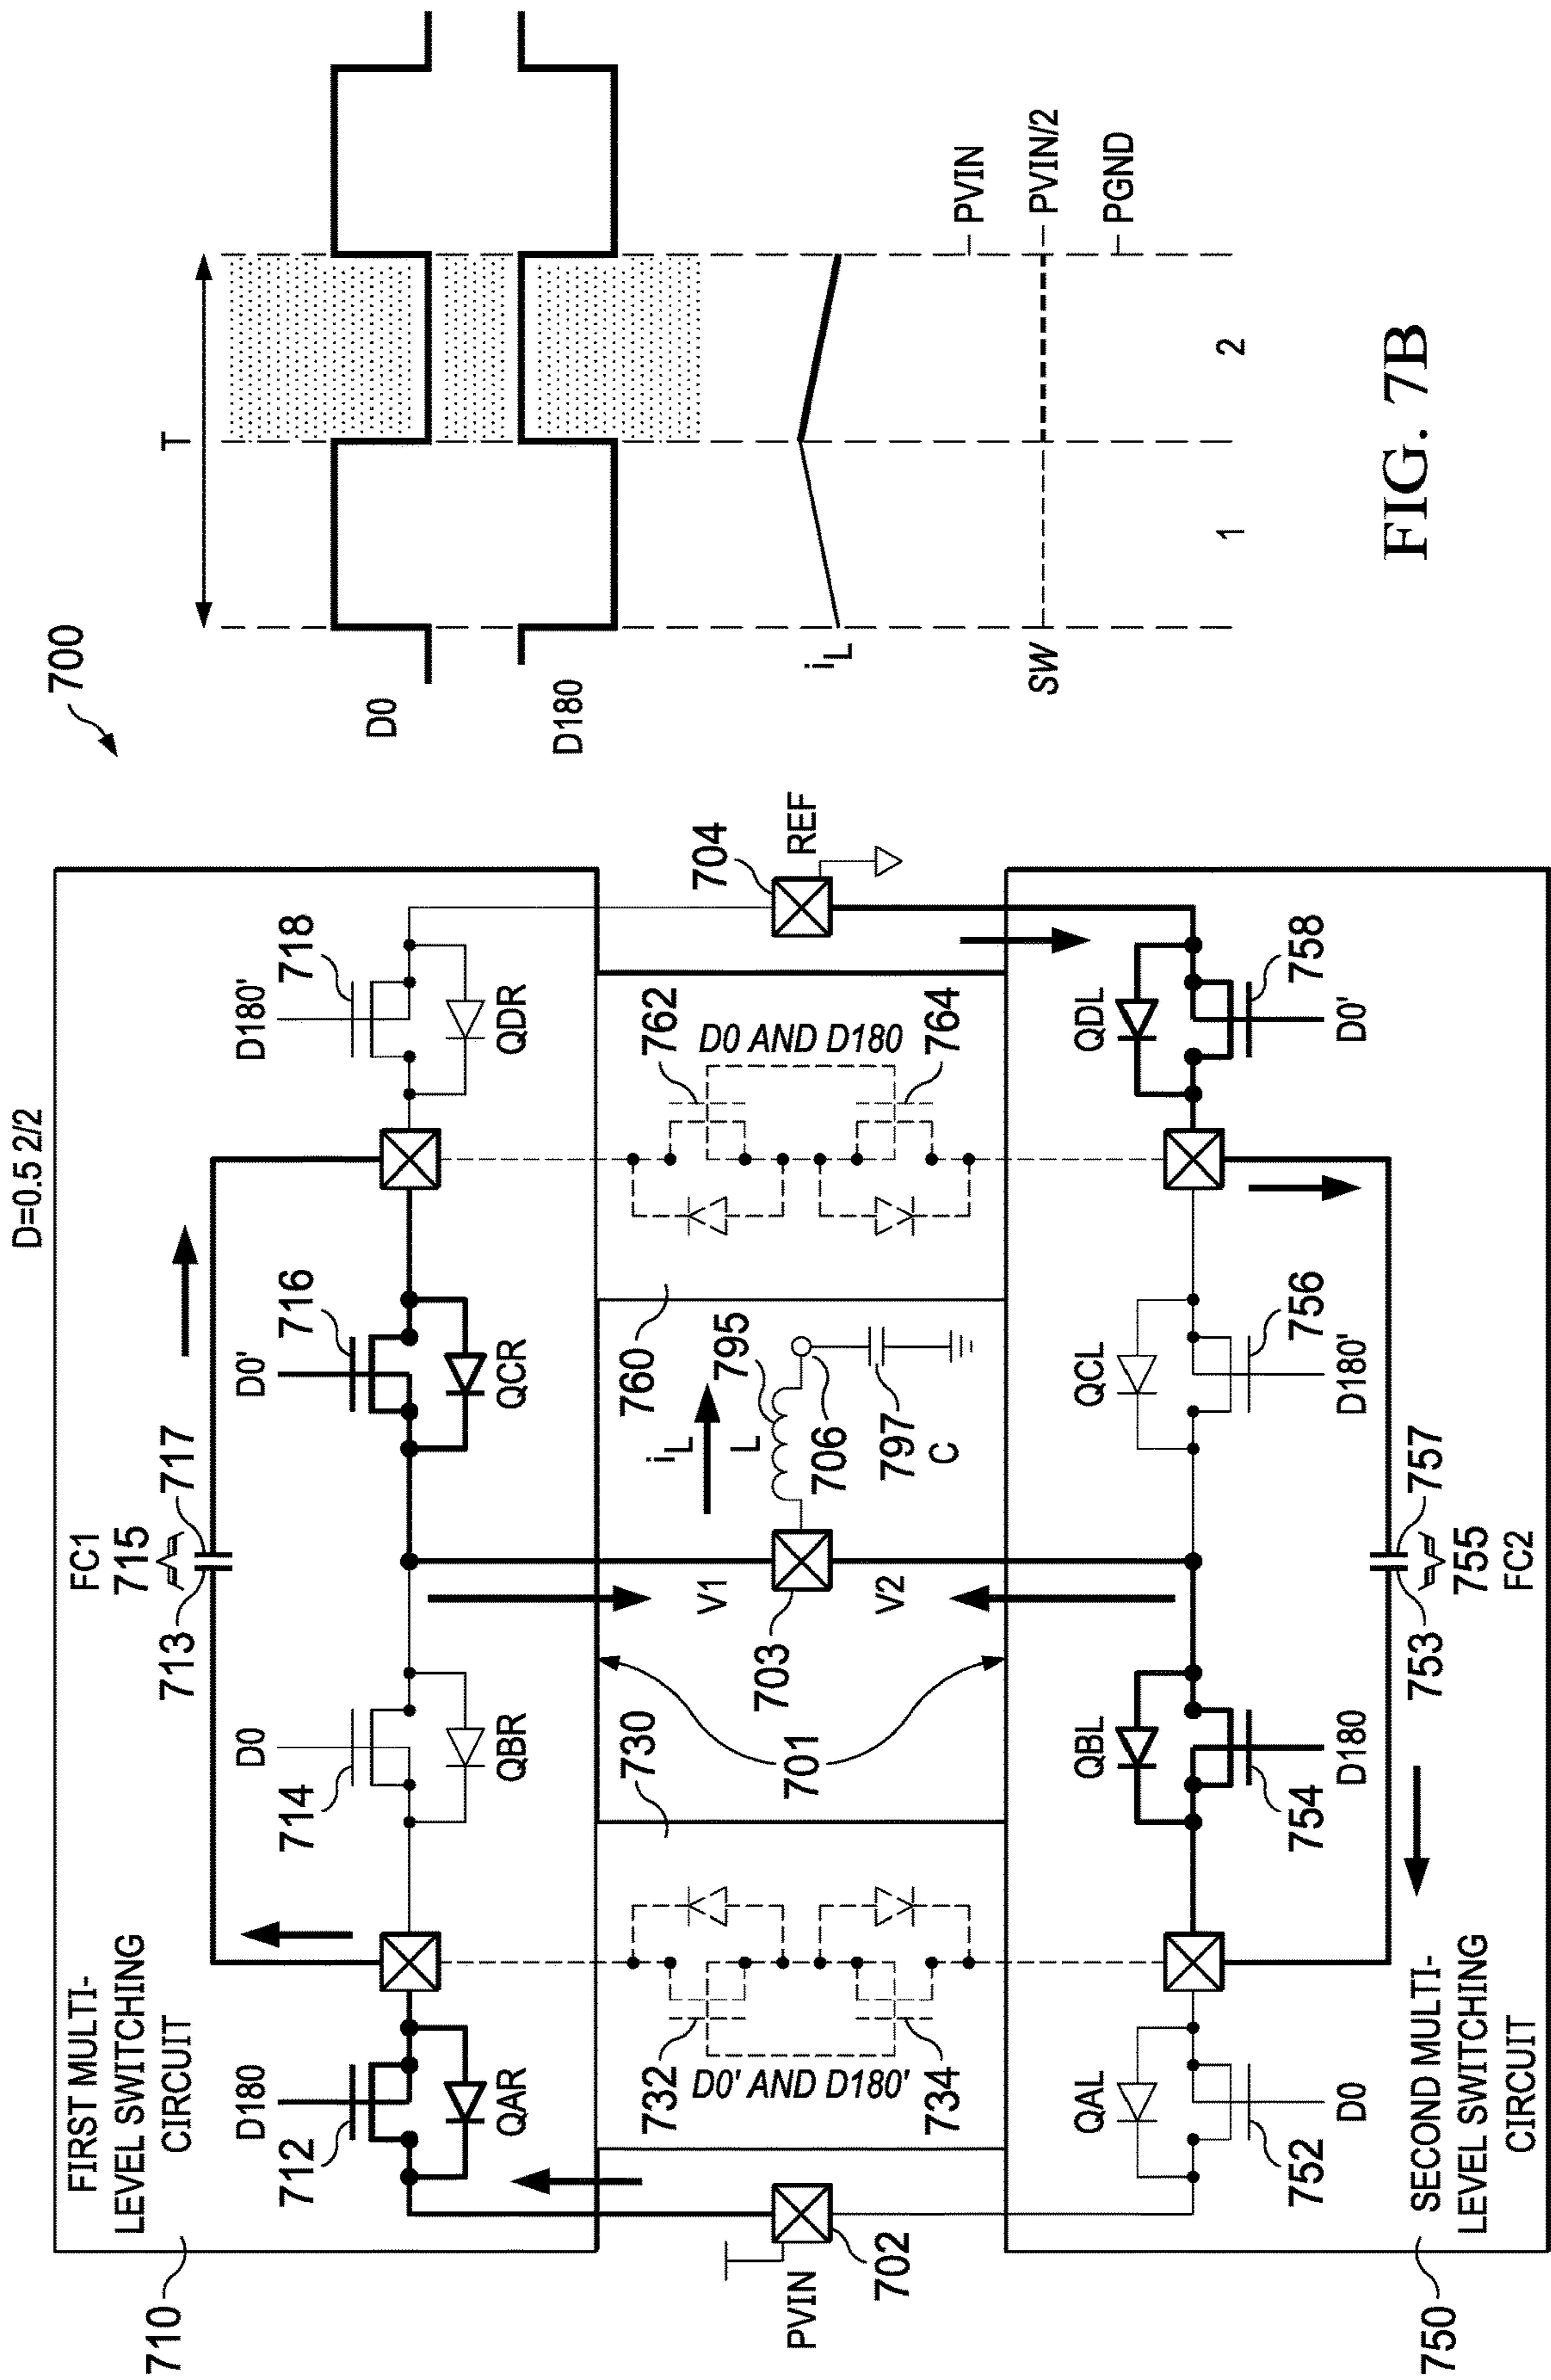 D=0.5 2/2
700
710
FIRST MULTI-
LEVEL SWITCHING
CIRCUIT
FC1
715
713
717
D180
712
QAR
D0
714
QBR
D0'
716
QCR
D180'
718
QDR
PVIN
702
730
732
D0' AND D180'
734
701
V1
703
V2
iL
L
795
706
797
C
760
762
D0 AND D180
764
704
REF
QAL
752
D0
QBL
754
D180
QCL
756
D180'
QDL
758
D0'
753
757
755
FC2
SECOND MULTI-
LEVEL SWITCHING
CIRCUIT
750
T
D0
D180
iL
SW
PVIN
PVIN/2
PGND
1
2
FIG. 7B